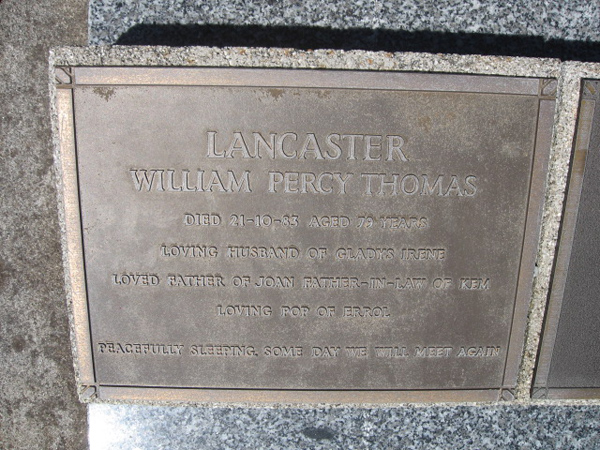 LANCASTER
WILLIAM PERCY THOMAS
DIED 21-10-83 AGED 79 YEARS
LOVING HUSBAND OF GLADYS IRENE
LOVED FATHER OF JOAN FATHER-IN-LAW OF KEM
LOVING POP OF ERROL
PEACEFULLY SLEEPING. SOME DAY WE WILL MEET AGAIN